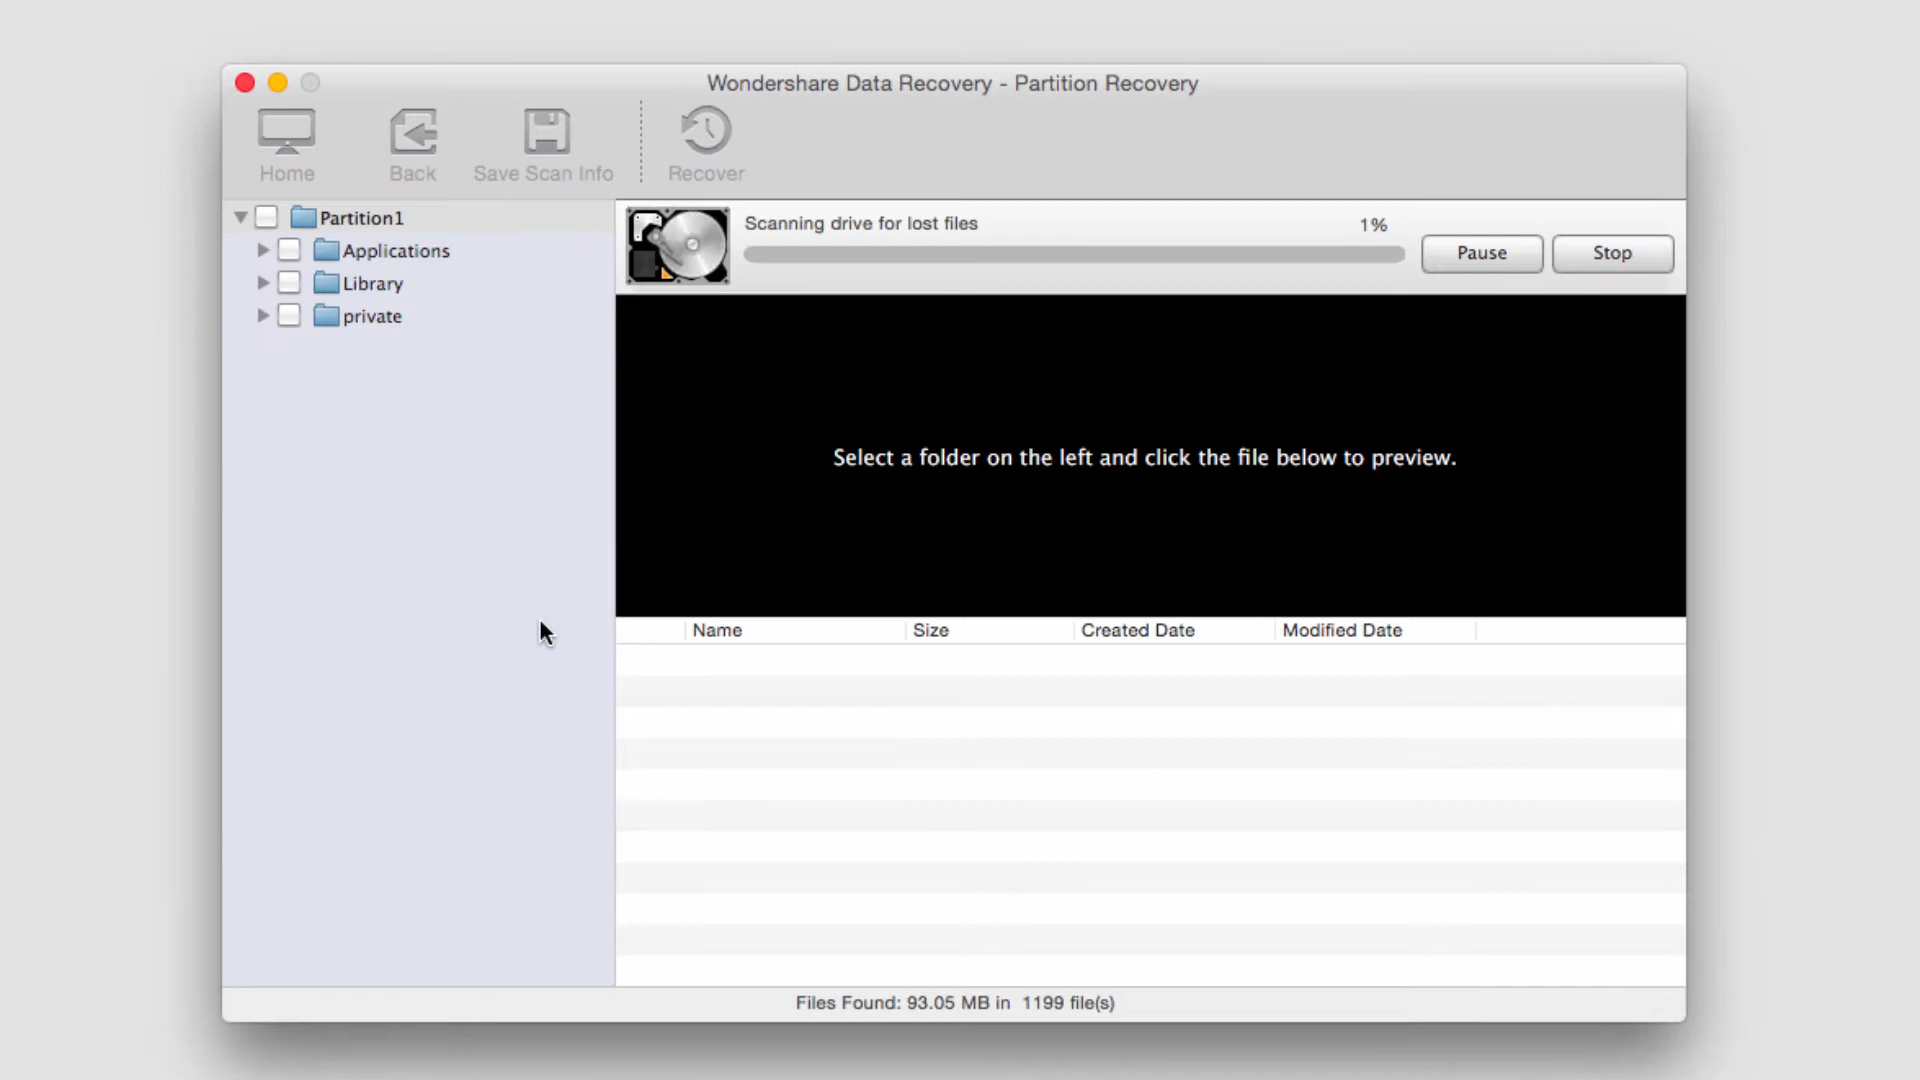 Wondershare Data Recovery - Partition Recovery
Home
Back
Save Scan Info
Recover
Partition1
Applications
Library
private
Scanning drive for lost files
1%
Pause
Stop
Select a folder on the left and click the file below to preview.
Name
Size
Created Date
Modified Date
Files Found: 93.05 MB in 1199 file(s)